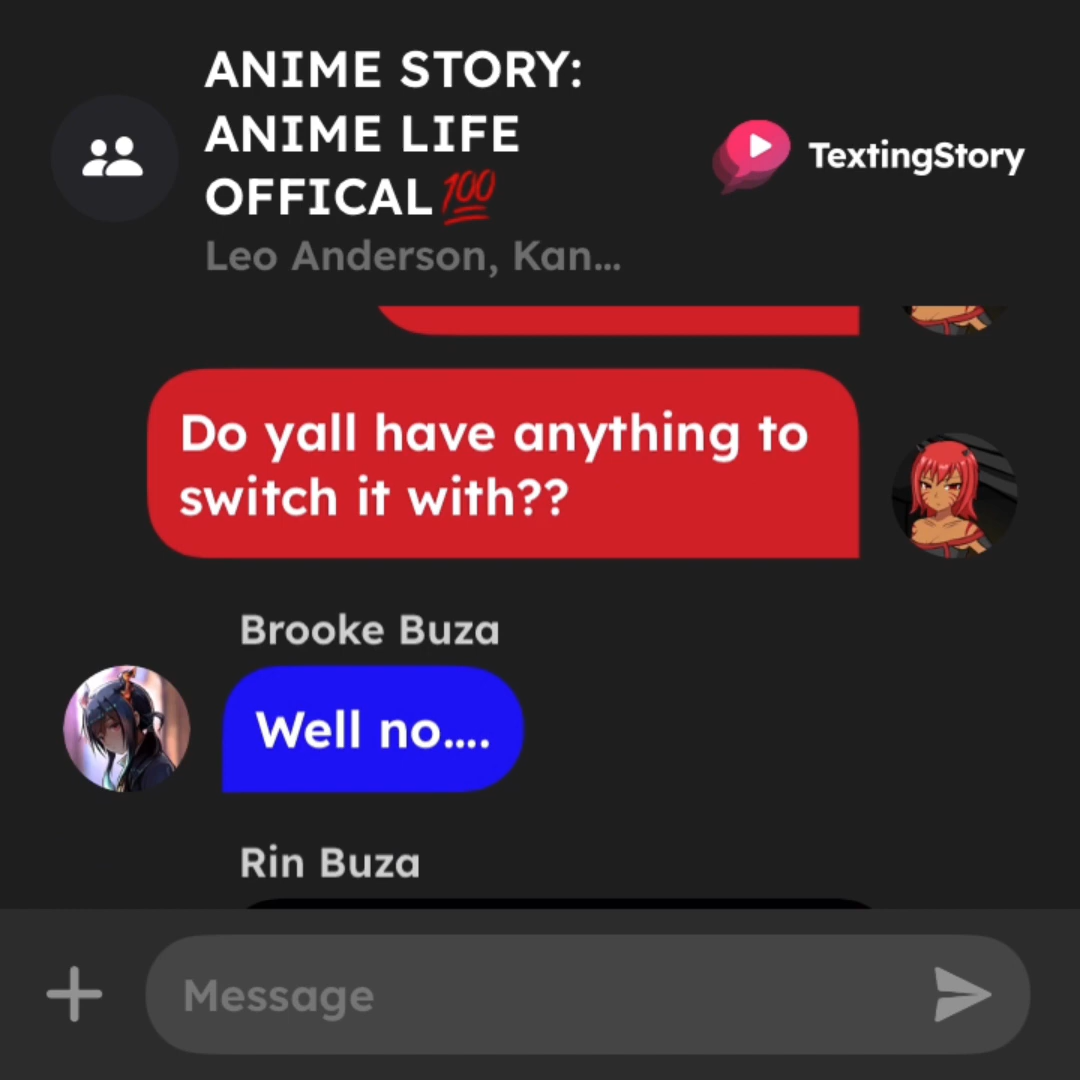 ANIME STORY:
ANIME LIFE
OFFICAL💯
TextingStory
Leo Anderson, Kan...
Do yall have anything to
switch it with??
Brooke Buza
Well no....
Rin Buza
Message